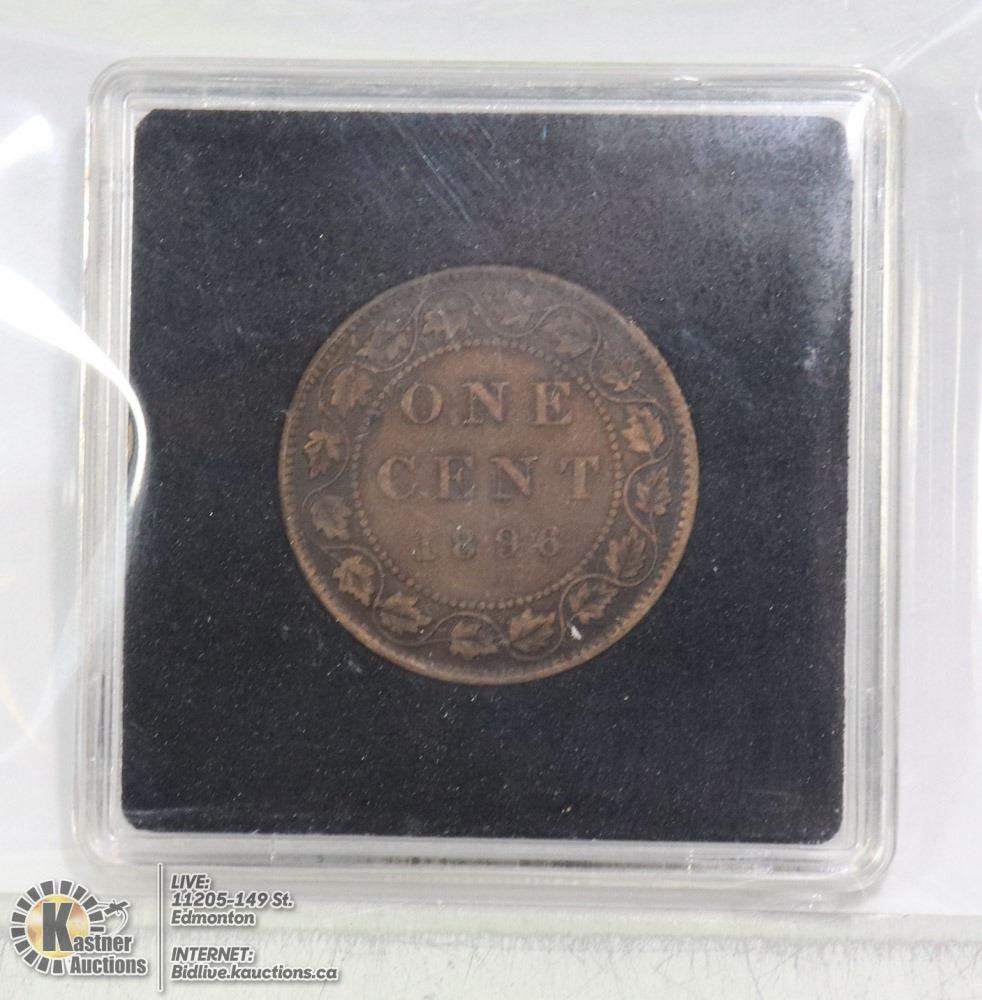 ONE
CENT
1896
Kastner
Auctions
LIVE:
11205-149 St.
Edmonton
INTERNET:
Bidlive.kauctions.ca